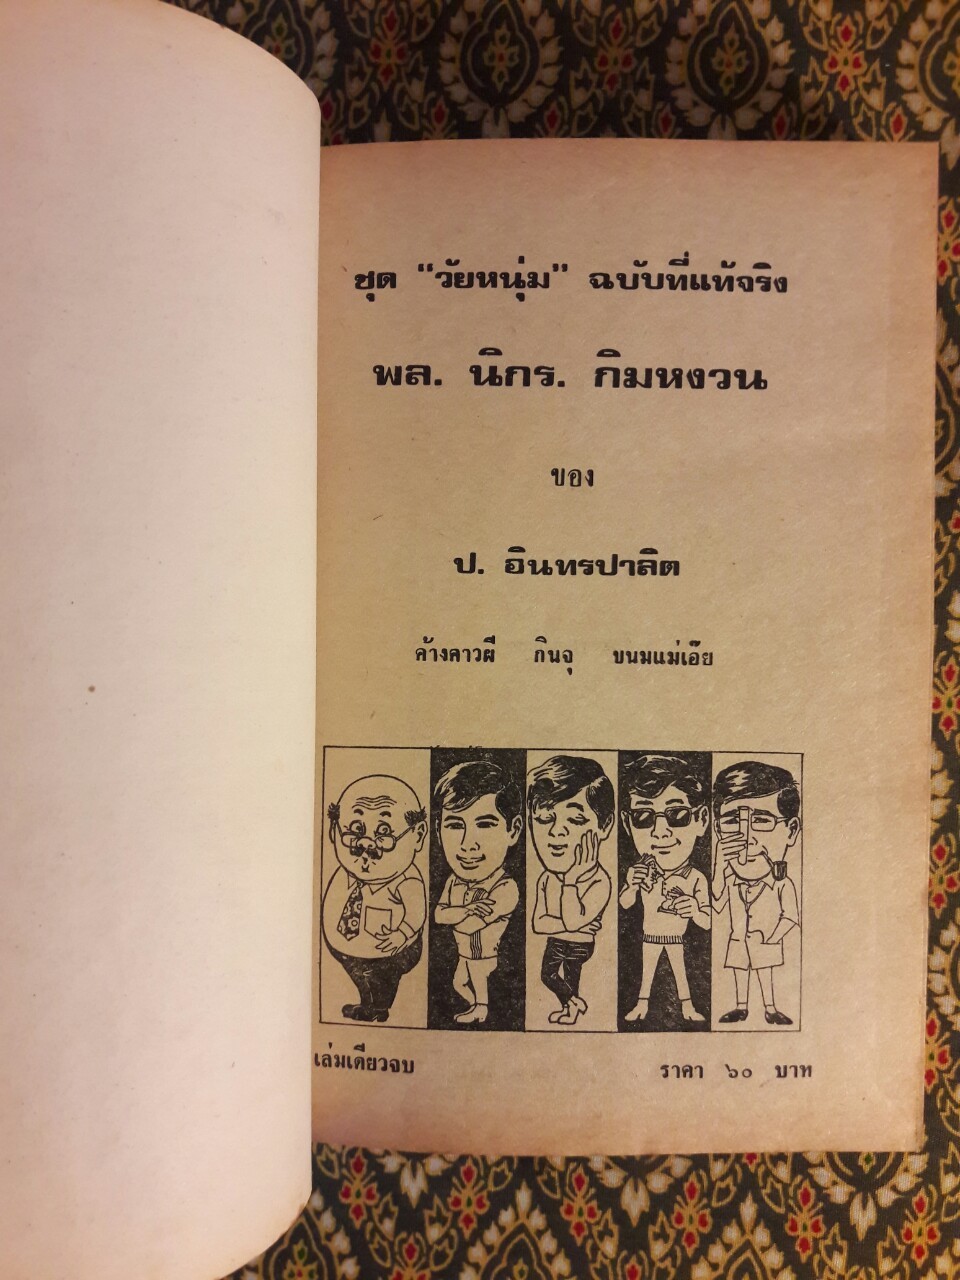 ชุด “วัยหนุ่ม” ฉบับที่แท้จริง
พล. นิกร. กิมหงวน
ของ
ป. อินทรปาลิต
ค้างคาวผี กินจุ ขนมแม่เอ๊ย
เล่มเดียวจบ ราคา ๖๐ บาท